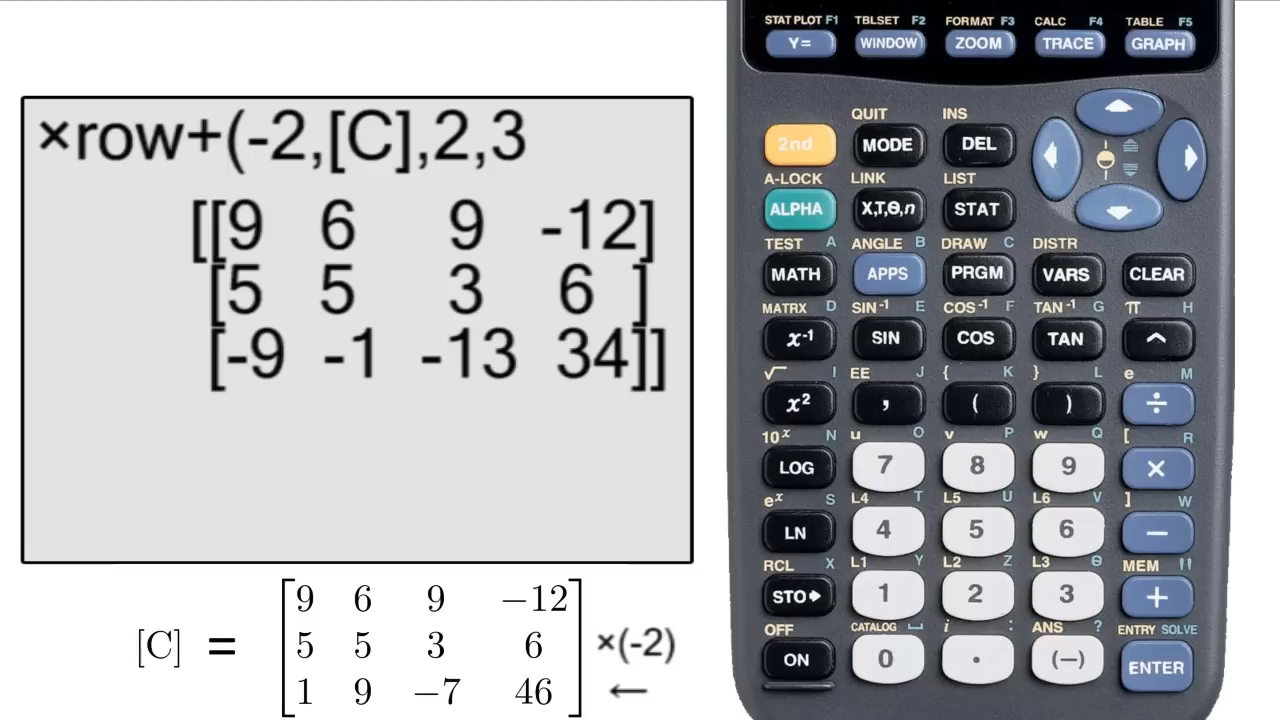 ×row+(-2,[C],2,3
[[9 6 9 -12]
[5 5 3 6 ]
[-9 -1 -13 34]]
[C] = [9 6 9 −12]
[5 5 3 6] ×(-2)
[1 9 −7 46] ←
STAT PLOT F1 TBLSET F2 FORMAT F3 CALC F4 TABLE F5
Y= WINDOW ZOOM TRACE GRAPH
QUIT INS
2nd MODE DEL
A-LOCK LINK LIST
ALPHA X,T,Θ,n STAT
TEST A ANGLE B DRAW C DISTR
MATH APPS PRGM VARS CLEAR
MATRX D SIN⁻¹ E COS⁻¹ F TAN⁻¹ G π H
x⁻¹ SIN COS TAN ^
√ I EE J { K } L e M
x² , ( ) ÷
10ˣ N u O v P w Q [ R
LOG 7 8 9 ×
eˣ S L4 T L5 U L6 V ] W
LN 4 5 6 −
RCL X L1 Y L2 Z L3 Θ MEM "
STO► 1 2 3 +
OFF CATALOG ⎵ i : ANS ? ENTRY SOLVE
ON 0 . (−) ENTER